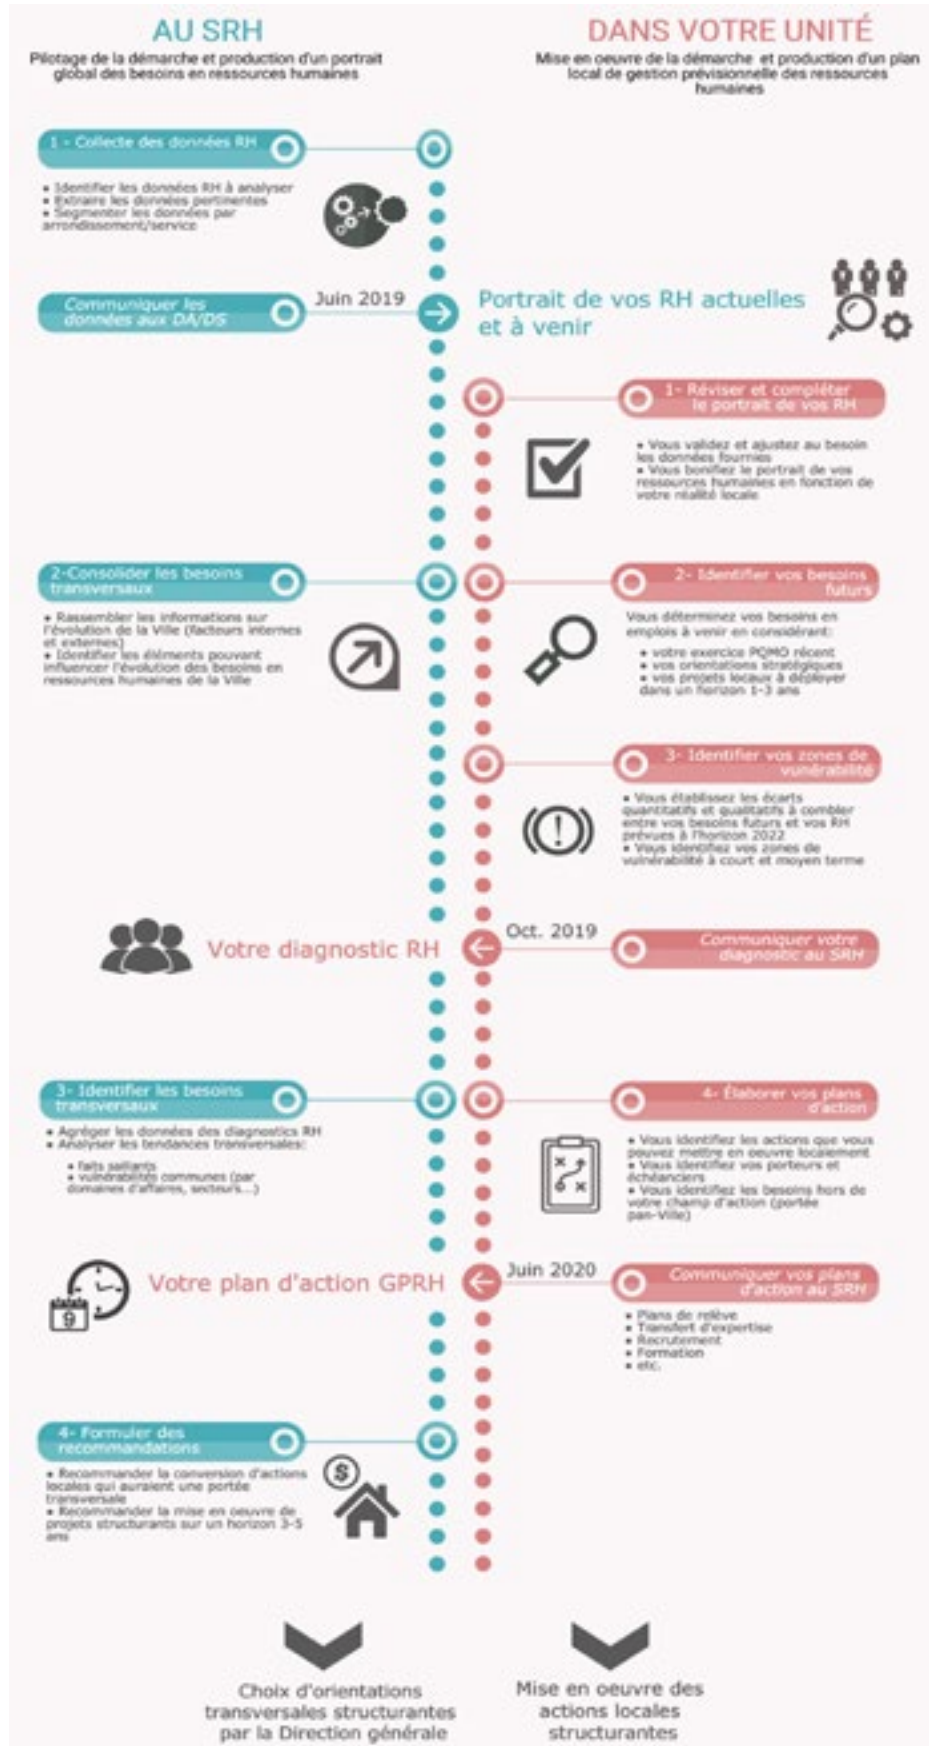 AU SRH
Pilotage de la démarche et production d'un portrait
global des besoins en ressources humaines
DANS VOTRE UNITÉ
Mise en oeuvre de la démarche et production d'un plan
local de gestion prévisionnelle des ressources
humaines
1 - Collecte des données RH
• Identifier les données RH à analyser
• Extraire les données pertinentes
• Segmenter les données par
arrondissement/service
Communiquer les
données aux DA/DS
Juin 2019
Portrait de vos RH actuelles
et à venir
1- Réviser et compléter
le portrait de vos RH
• Vous validez et ajustez au besoin
les données fournies
• Vous bonifiez le portrait de vos
ressources humaines en fonction de
votre réalité locale
2-Consolider les besoins
transversaux
• Rassembler les informations sur
l'évolution de la Ville (facteurs internes
et externes)
• Identifier les éléments pouvant
influencer l'évolution des besoins en
ressources humaines de la Ville
2- Identifier vos besoins
futurs
Vous déterminez vos besoins en
emplois à venir en considérant:
• votre exercice PQMO récent
• vos orientations stratégiques
• vos projets locaux à déployer
dans un horizon 1-3 ans
3- Identifier vos zones de
vunérabilité
• Vous établissez les écarts
quantitatifs et qualitatifs à combler
entre vos besoins futurs et vos RH
prévues à l'horizon 2022
• Vous identifiez vos zones de
vulnérabilité à court et moyen terme
Votre diagnostic RH
Oct. 2019
Communiquer votre
diagnostic au SRH
3- Identifier les besoins
transversaux
• Agréger les données des diagnostics RH
• Analyser les tendances transversales:
• faits saillants
• vulnérabilités communes (par
domaines d'affaires, secteurs...)
4- Élaborer vos plans
d'action
• Vous identifiez les actions que vous
pouvez mettre en oeuvre localement
• Vous identifiez vos porteurs et
échéanciers
• Vous identifiez les besoins hors de
votre champ d'action (portée
pan-Ville)
9
Votre plan d'action GPRH
Juin 2020
Communiquer vos plans
d'action au SRH
• Plans de relève
• Transfert d'expertise
• Recrutement
• Formation
• etc.
4- Formuler des
recommandations
• Recommander la conversion d'actions
locales qui auraient une portée
transversale
• Recommander la mise en oeuvre de
projets structurants sur un horizon 3-5
ans
$
Choix d'orientations
transversales structurantes
par la Direction générale
Mise en oeuvre des
actions locales
structurantes